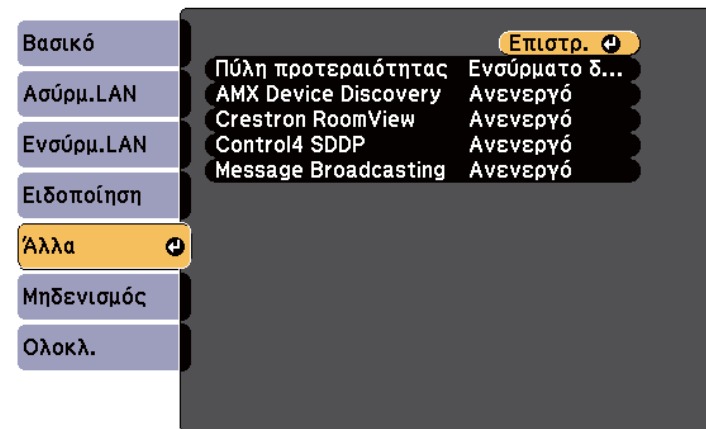 Βασικό
Ασύρμ.LAN
Ενσύρμ.LAN
Ειδοποίηση
Άλλα
Μηδενισμός
Ολοκλ.
Επιστρ.
Πύλη προτεραιότητας Ενσύρματο δ...
AMX Device Discovery Ανενεργό
Crestron RoomView Ανενεργό
Control4 SDDP Ανενεργό
Message Broadcasting Ανενεργό